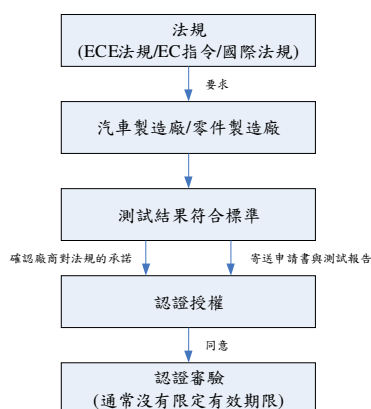 法規
(ECE法規/EC指令/國際法規)
要求
汽車製造廠/零件製造廠
測試結果符合標準
確認廠商對法規的承諾
寄送申請書與測試報告
認證授權
同意
認證審驗
(通常沒有限定有效期限)